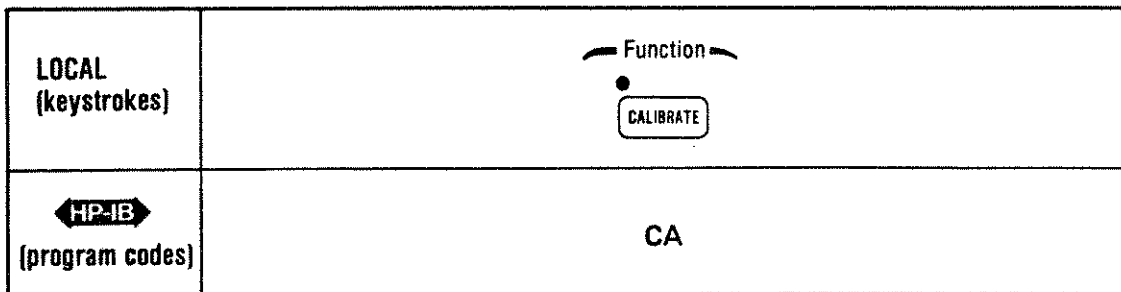 LOCAL
(keystrokes)
Function
CALIBRATE
HP-IB
(program codes)
CA